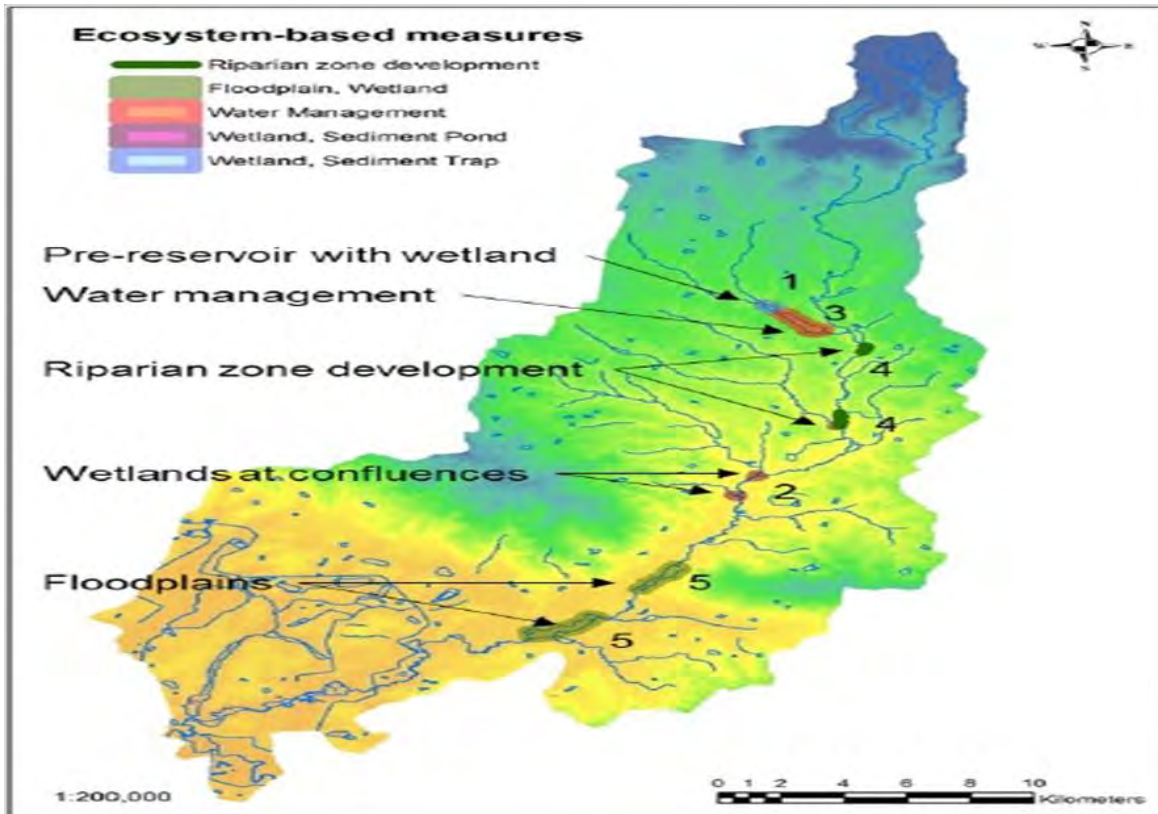 Ecosystem-based measures
Riparian zone development
Floodplain, Wetland
Water Management
Wetland, Sediment Pond
Wetland, Sediment Trap
N
W E
S
Pre-reservoir with wetland
1
Water management
3
Riparian zone development
4
4
Wetlands at confluences
2
Floodplains
5
5
1:200,000
0 1 2 4 6 8 10
Kilometers